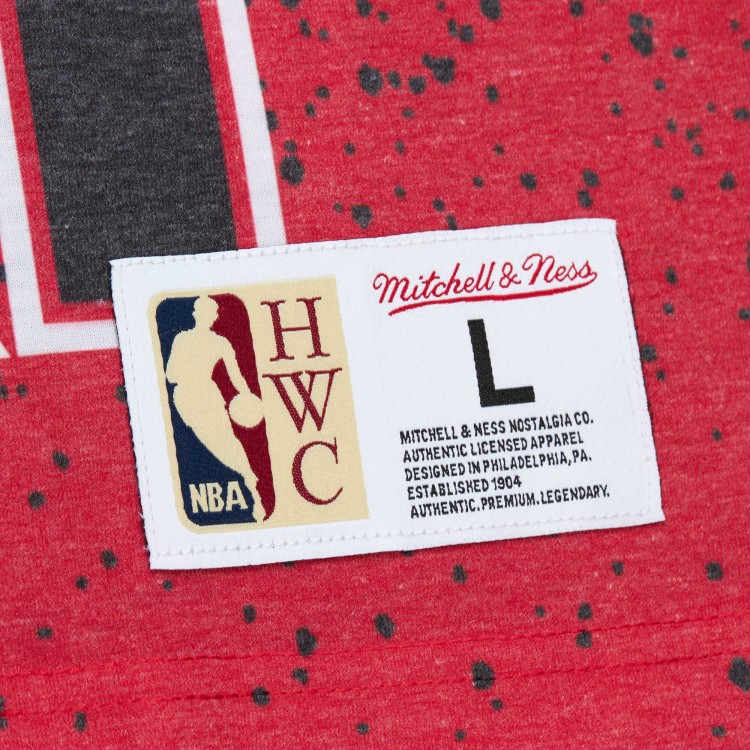 NBA
H
W
C
Mitchell & Ness
L
MITCHELL & NESS NOSTALGIA CO.
AUTHENTIC LICENSED APPAREL
DESIGNED IN PHILADELPHIA, PA.
ESTABLISHED 1904
AUTHENTIC. PREMIUM. LEGENDARY.